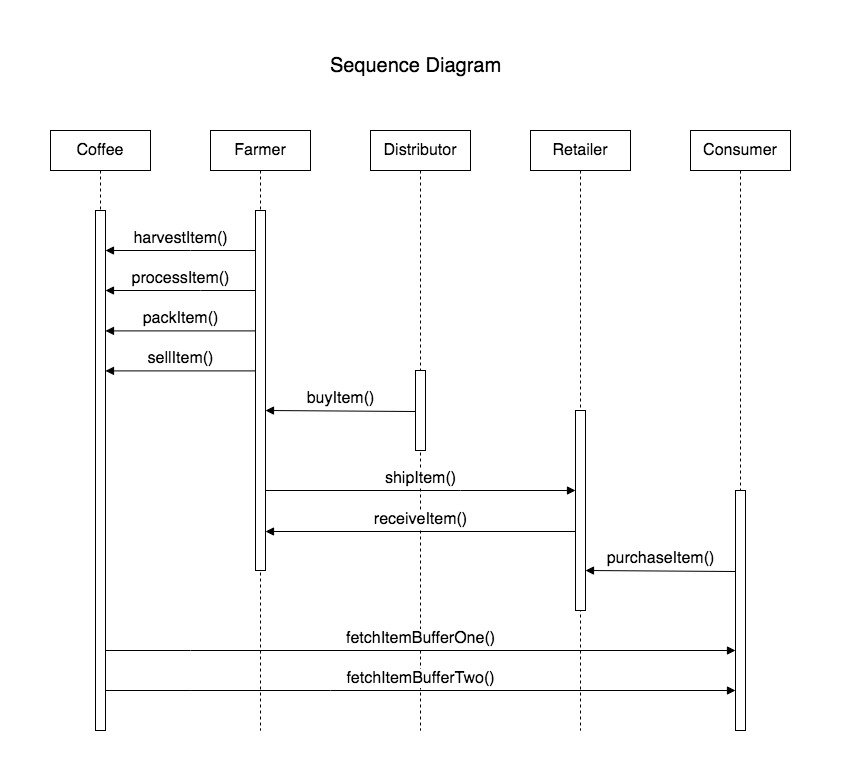 Sequence Diagram
Coffee
Farmer
Distributor
Retailer
Consumer
harvestItem()
processItem()
packItem()
sellItem()
buyItem()
shipItem()
receiveItem()
purchaseItem()
fetchItemBufferOne()
fetchItemBufferTwo()